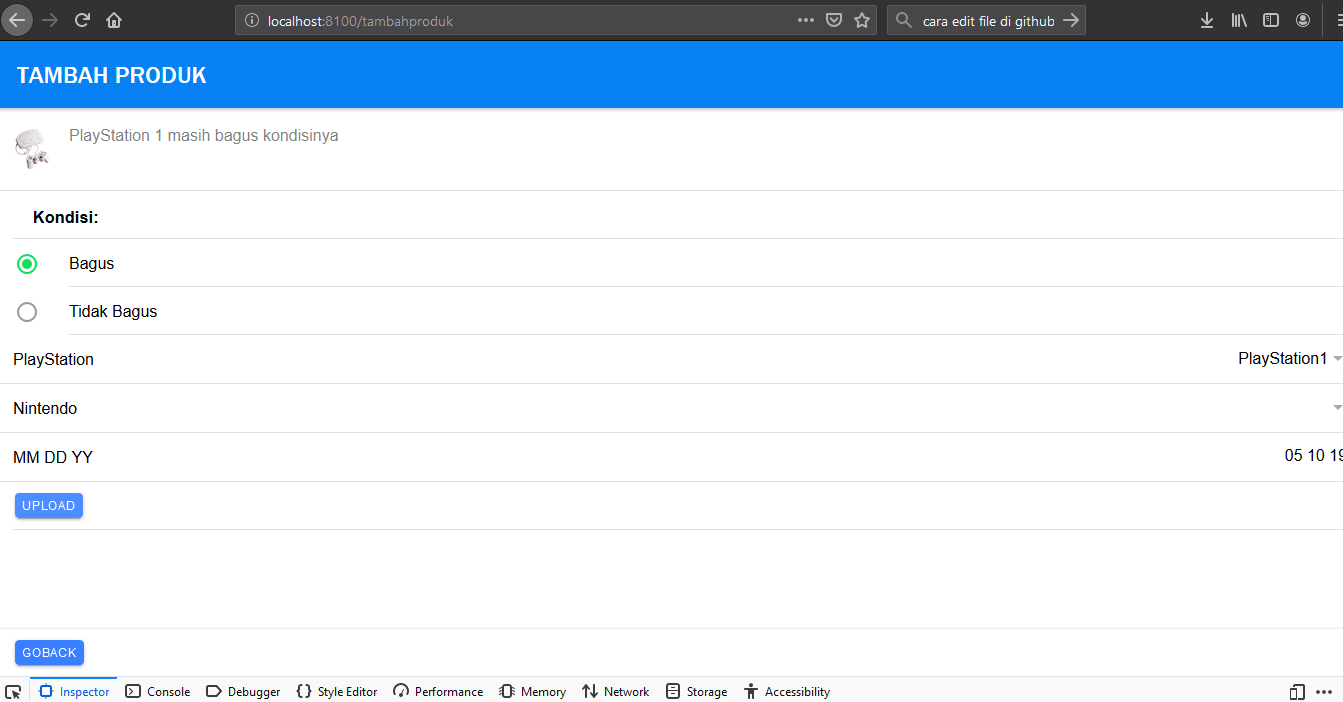 localhost:8100/tambahproduk
cara edit file di github
TAMBAH PRODUK
PlayStation 1 masih bagus kondisinya
Kondisi:
Bagus
Tidak Bagus
PlayStation PlayStation1
Nintendo
MM DD YY 05 10 19
UPLOAD
GOBACK
Inspector Console Debugger Style Editor Performance Memory Network Storage Accessibility